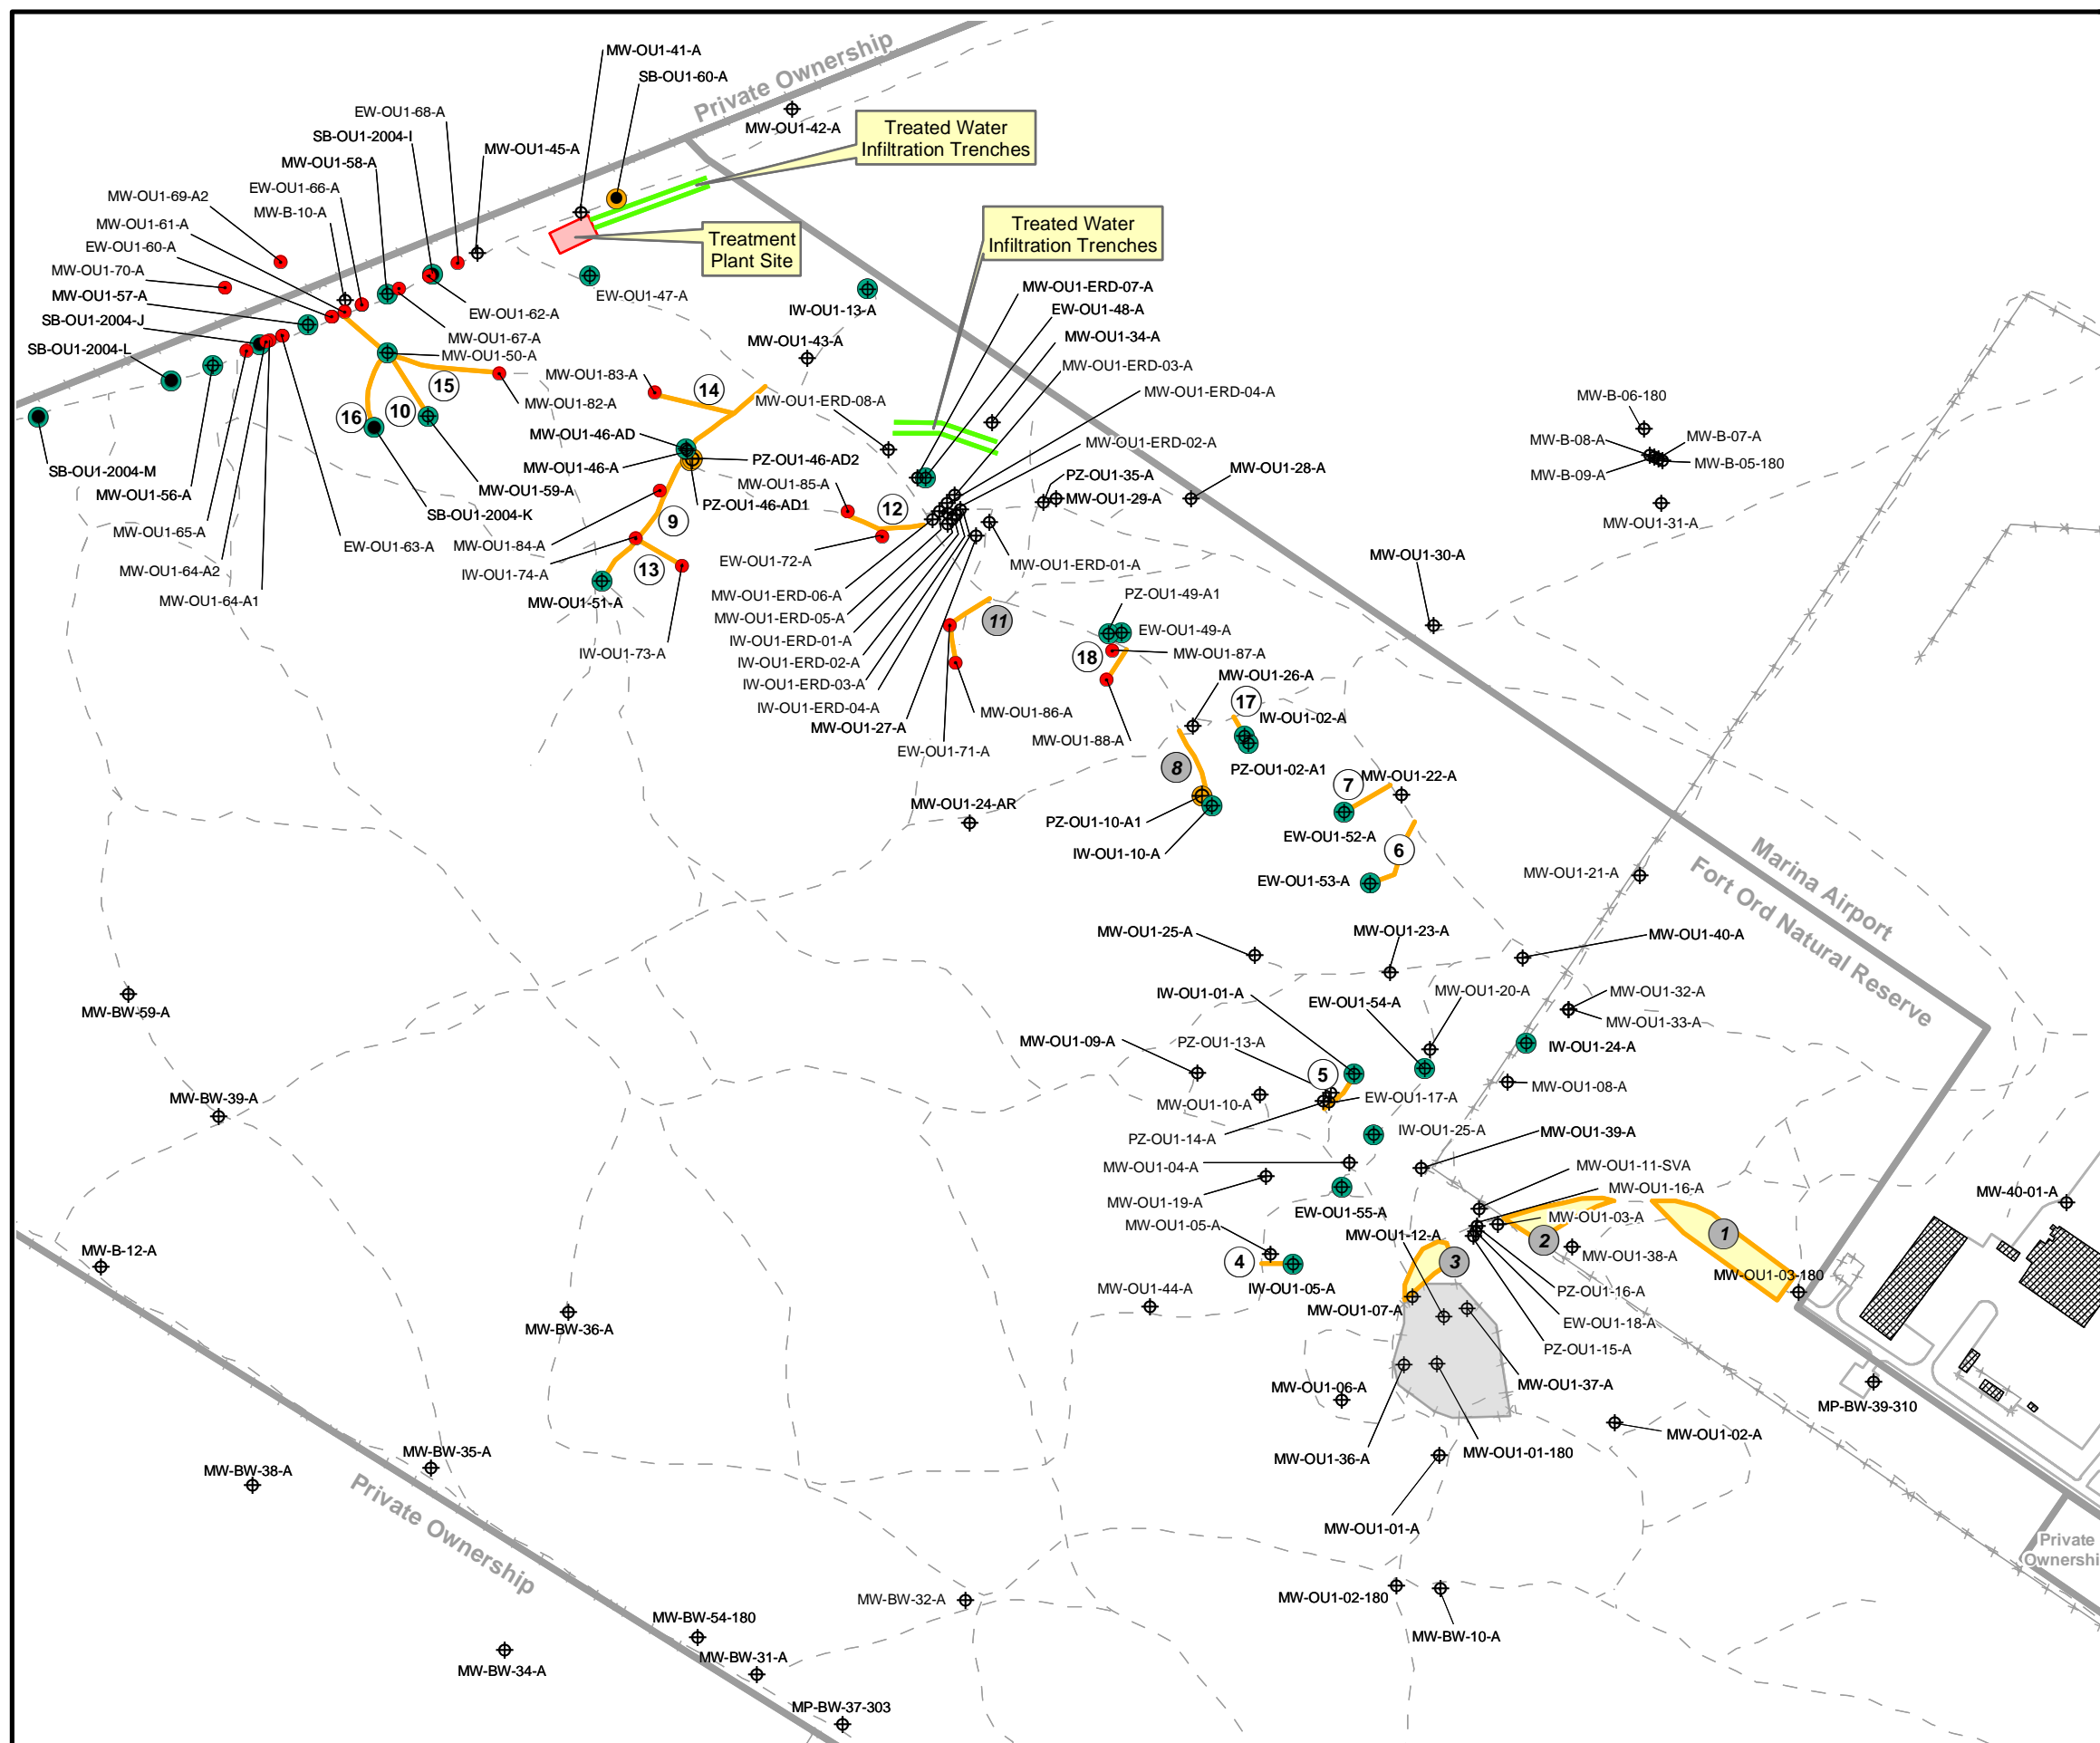 MW-OU1-41-A
SB-OU1-60-A
Private Ownership
MW-OU1-42-A
Treated Water
Infiltration Trenches
EW-OU1-68-A
SB-OU1-2004-I
MW-OU1-45-A
MW-OU1-58-A
EW-OU1-66-A
MW-OU1-69-A2
MW-B-10-A
MW-OU1-61-A
EW-OU1-60-A
MW-OU1-70-A
MW-OU1-57-A
SB-OU1-2004-J
SB-OU1-2004-L
Treatment
Plant Site
Treated Water
Infiltration Trenches
EW-OU1-47-A
IW-OU1-13-A
MW-OU1-ERD-07-A
EW-OU1-48-A
MW-OU1-34-A
EW-OU1-62-A
MW-OU1-67-A
MW-OU1-50-A
MW-OU1-43-A
MW-OU1-ERD-03-A
MW-OU1-ERD-04-A
MW-OU1-83-A
14
15
MW-OU1-82-A
MW-OU1-ERD-08-A
16
10
MW-OU1-46-AD
MW-OU1-46-A
MW-OU1-ERD-02-A
PZ-OU1-46-AD2
MW-OU1-85-A
PZ-OU1-35-A
MW-OU1-28-A
MW-OU1-29-A
SB-OU1-2004-M
MW-OU1-56-A
MW-OU1-59-A
PZ-OU1-46-AD1
12
SB-OU1-2004-K
9
MW-OU1-65-A
EW-OU1-63-A
MW-OU1-84-A
EW-OU1-72-A
MW-OU1-ERD-01-A
MW-OU1-64-A2
IW-OU1-74-A
13
MW-OU1-64-A1
MW-OU1-51-A
MW-OU1-ERD-06-A
MW-OU1-ERD-05-A
IW-OU1-ERD-01-A
IW-OU1-ERD-02-A
IW-OU1-ERD-03-A
IW-OU1-ERD-04-A
MW-OU1-27-A
EW-OU1-71-A
IW-OU1-73-A
11
MW-OU1-86-A
MW-B-06-180
MW-B-08-A
MW-B-07-A
MW-B-05-180
MW-B-09-A
MW-OU1-31-A
MW-OU1-30-A
PZ-OU1-49-A1
EW-OU1-49-A
18
MW-OU1-87-A
MW-OU1-26-A
17
IW-OU1-02-A
MW-OU1-88-A
8
PZ-OU1-02-A1
7
MW-OU1-22-A
MW-OU1-24-AR
PZ-OU1-10-A1
EW-OU1-52-A
IW-OU1-10-A
6
EW-OU1-53-A
Marina Airport
Fort Ord Natural Reserve
MW-OU1-21-A
MW-OU1-25-A
MW-OU1-23-A
MW-OU1-40-A
IW-OU1-01-A
EW-OU1-54-A
MW-OU1-20-A
MW-OU1-32-A
MW-OU1-33-A
MW-BW-59-A
MW-OU1-09-A
PZ-OU1-13-A
IW-OU1-24-A
5
MW-OU1-08-A
MW-BW-39-A
MW-OU1-10-A
EW-OU1-17-A
PZ-OU1-14-A
IW-OU1-25-A
MW-OU1-39-A
MW-OU1-04-A
MW-OU1-11-SVA
MW-OU1-19-A
MW-OU1-16-A
MW-40-01-A
EW-OU1-55-A
MW-OU1-03-A
MW-OU1-05-A
MW-OU1-12-A
2
1
MW-OU1-38-A
MW-B-12-A
4
3
MW-OU1-03-180
IW-OU1-05-A
MW-OU1-44-A
PZ-OU1-16-A
MW-OU1-07-A
EW-OU1-18-A
MW-BW-36-A
PZ-OU1-15-A
MW-OU1-06-A
MW-OU1-37-A
MP-BW-39-310
MW-OU1-02-A
MW-BW-35-A
MW-OU1-36-A
MW-OU1-01-180
MW-BW-38-A
Private Ownership
MW-OU1-01-A
Private
Ownershi
MW-BW-32-A
MW-OU1-02-180
MW-BW-54-180
MW-BW-10-A
MW-BW-34-A
MW-BW-31-A
MP-BW-37-303